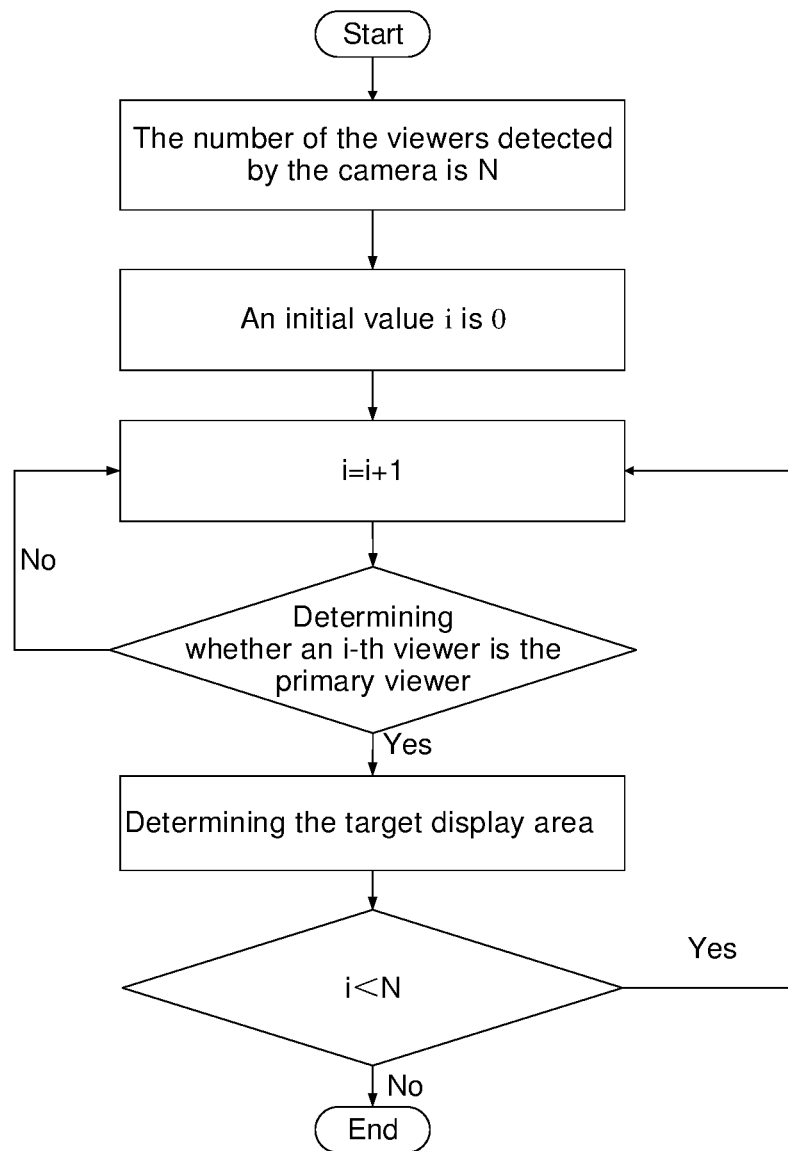 Start
The number of the viewers detected
by the camera is N
An initial value i is 0
i=i+1
No
Determining
whether an i-th viewer is the
primary viewer
Yes
Determining the target display area
i<N
Yes
No
End